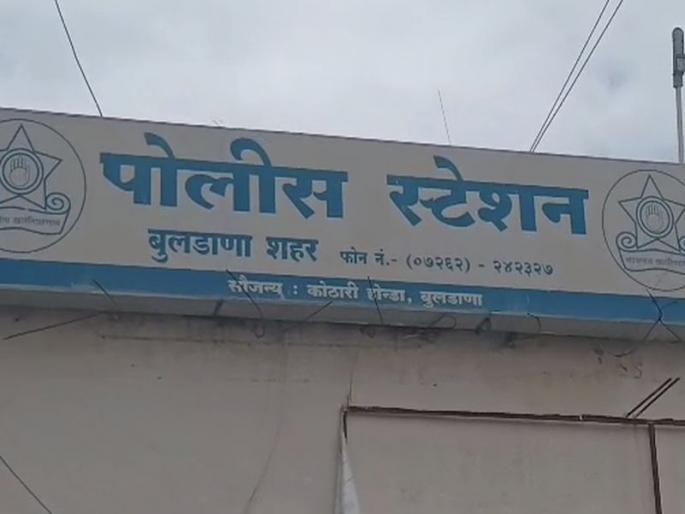 पोलीस स्टेशन
बुलडाणा शहर फोन नं.- (०७२६२) - २४२३२७
सौजन्य : कोठारी होन्डा, बुलडाणा